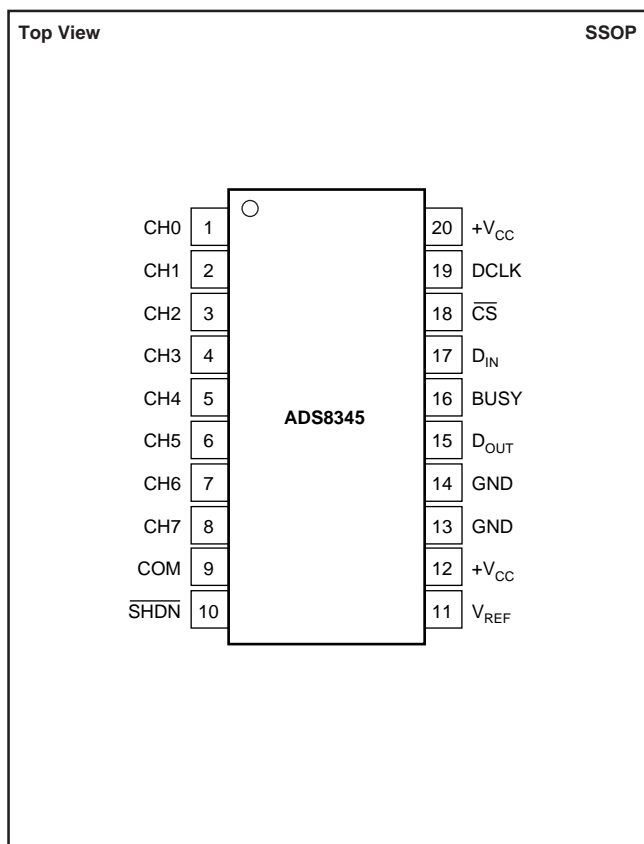 Top View SSOP
CH0 1 20 +VCC
CH1 2 19 DCLK
CH2 3 18 C̅S̅
CH3 4 17 DIN
CH4 5 16 BUSY
ADS8345
CH5 6 15 DOUT
CH6 7 14 GND
CH7 8 13 GND
COM 9 12 +VCC
S̅H̅D̅N̅ 10 11 VREF